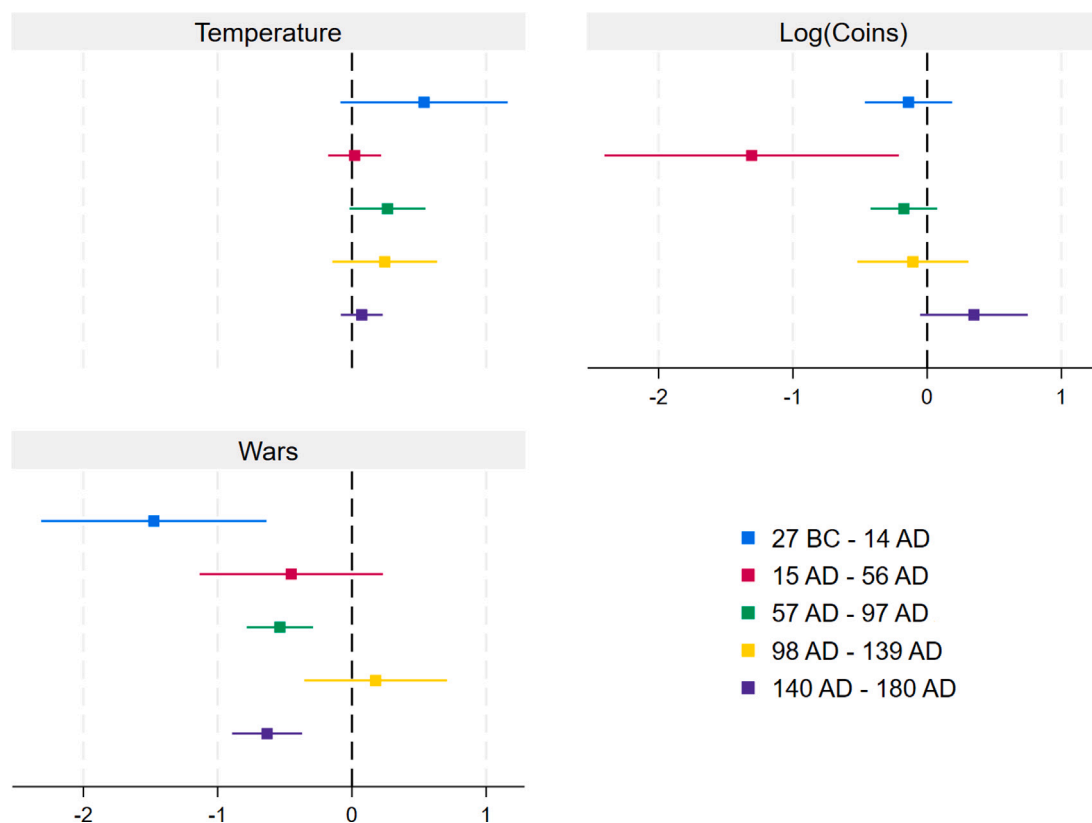 Temperature
Log(Coins)
-2 -1 0 1
Wars
-2 -1 0 1
27 BC - 14 AD
15 AD - 56 AD
57 AD - 97 AD
98 AD - 139 AD
140 AD - 180 AD